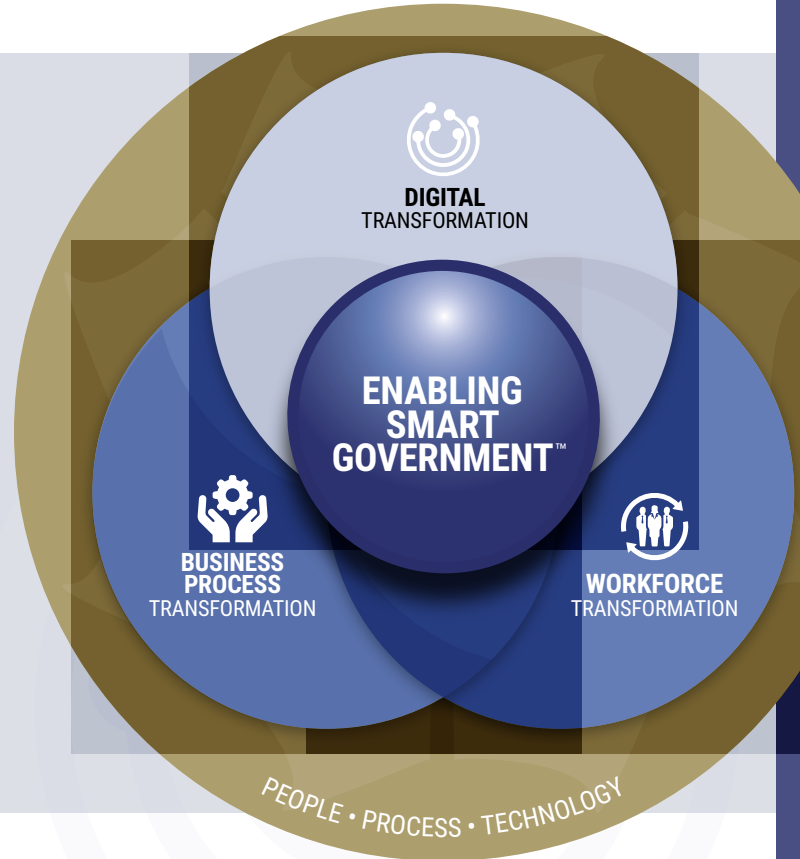 DIGITAL
TRANSFORMATION
ENABLING
SMART
GOVERNMENT™
BUSINESS
PROCESS
TRANSFORMATION
WORKFORCE
TRANSFORMATION
PEOPLE • PROCESS • TECHNOLOGY